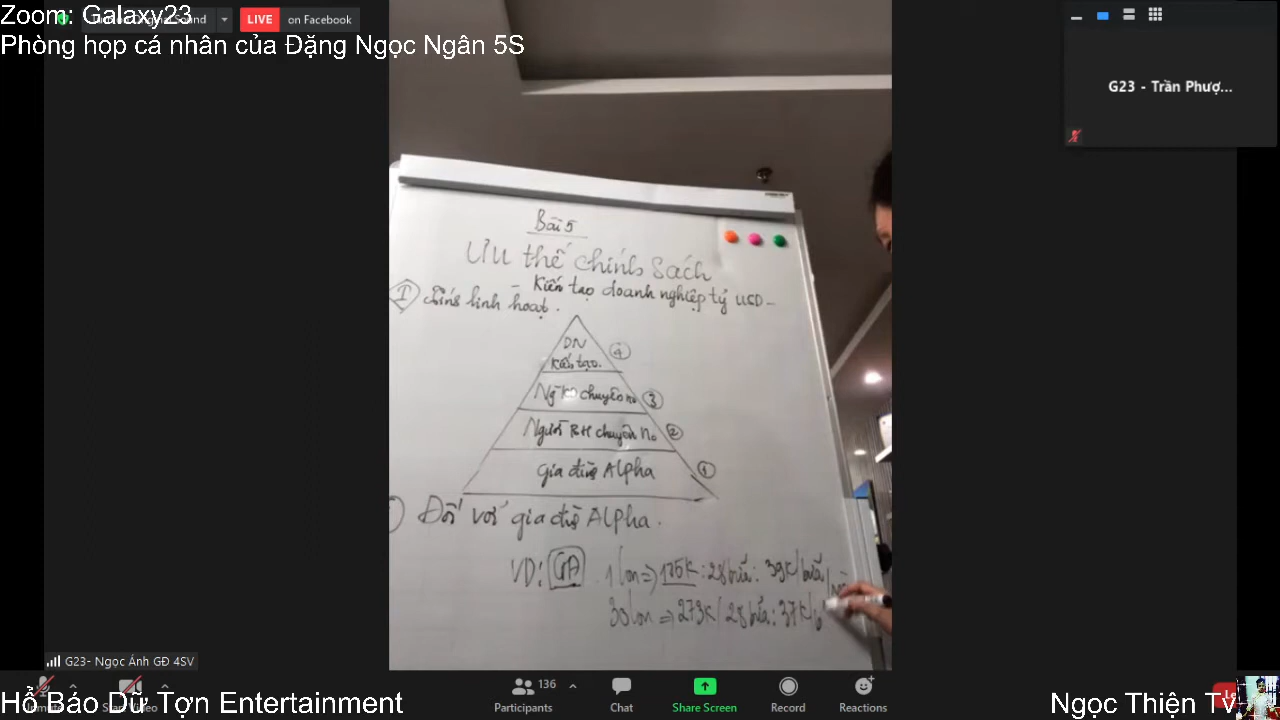 Zoom: Galaxy23
Sound
LIVE on Facebook
Phòng họp cá nhân của Đặng Ngọc Ngân 5S
G23 - Trần Phượ...
Bài 5
Ưu thế chính sách
Kiến tạo doanh nghiệp tỷ USD
I chính linh hoạt.
DN
kiến tạo.
4
chuyên
3
Người BH chuyên No
2
gia đình Alpha
1
Đối với gia đình Alpha.
VD: GA 1 lon => 175K : 28 bữa : 39K/bữa
30 lon => 273K / 28 bữa : 37K/
G23- Ngọc Ánh GĐ 4SV
Hổ Báo Dữ Tợn Entertainment
136
Participants
Chat
Share Screen
Record
Reactions
Ngọc Thiện Tv